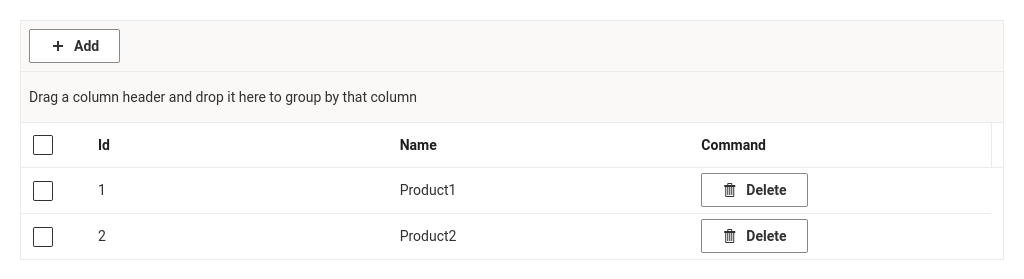 Add
Drag a column header and drop it here to group by that column
Id Name Command
1 Product1 Delete
2 Product2 Delete